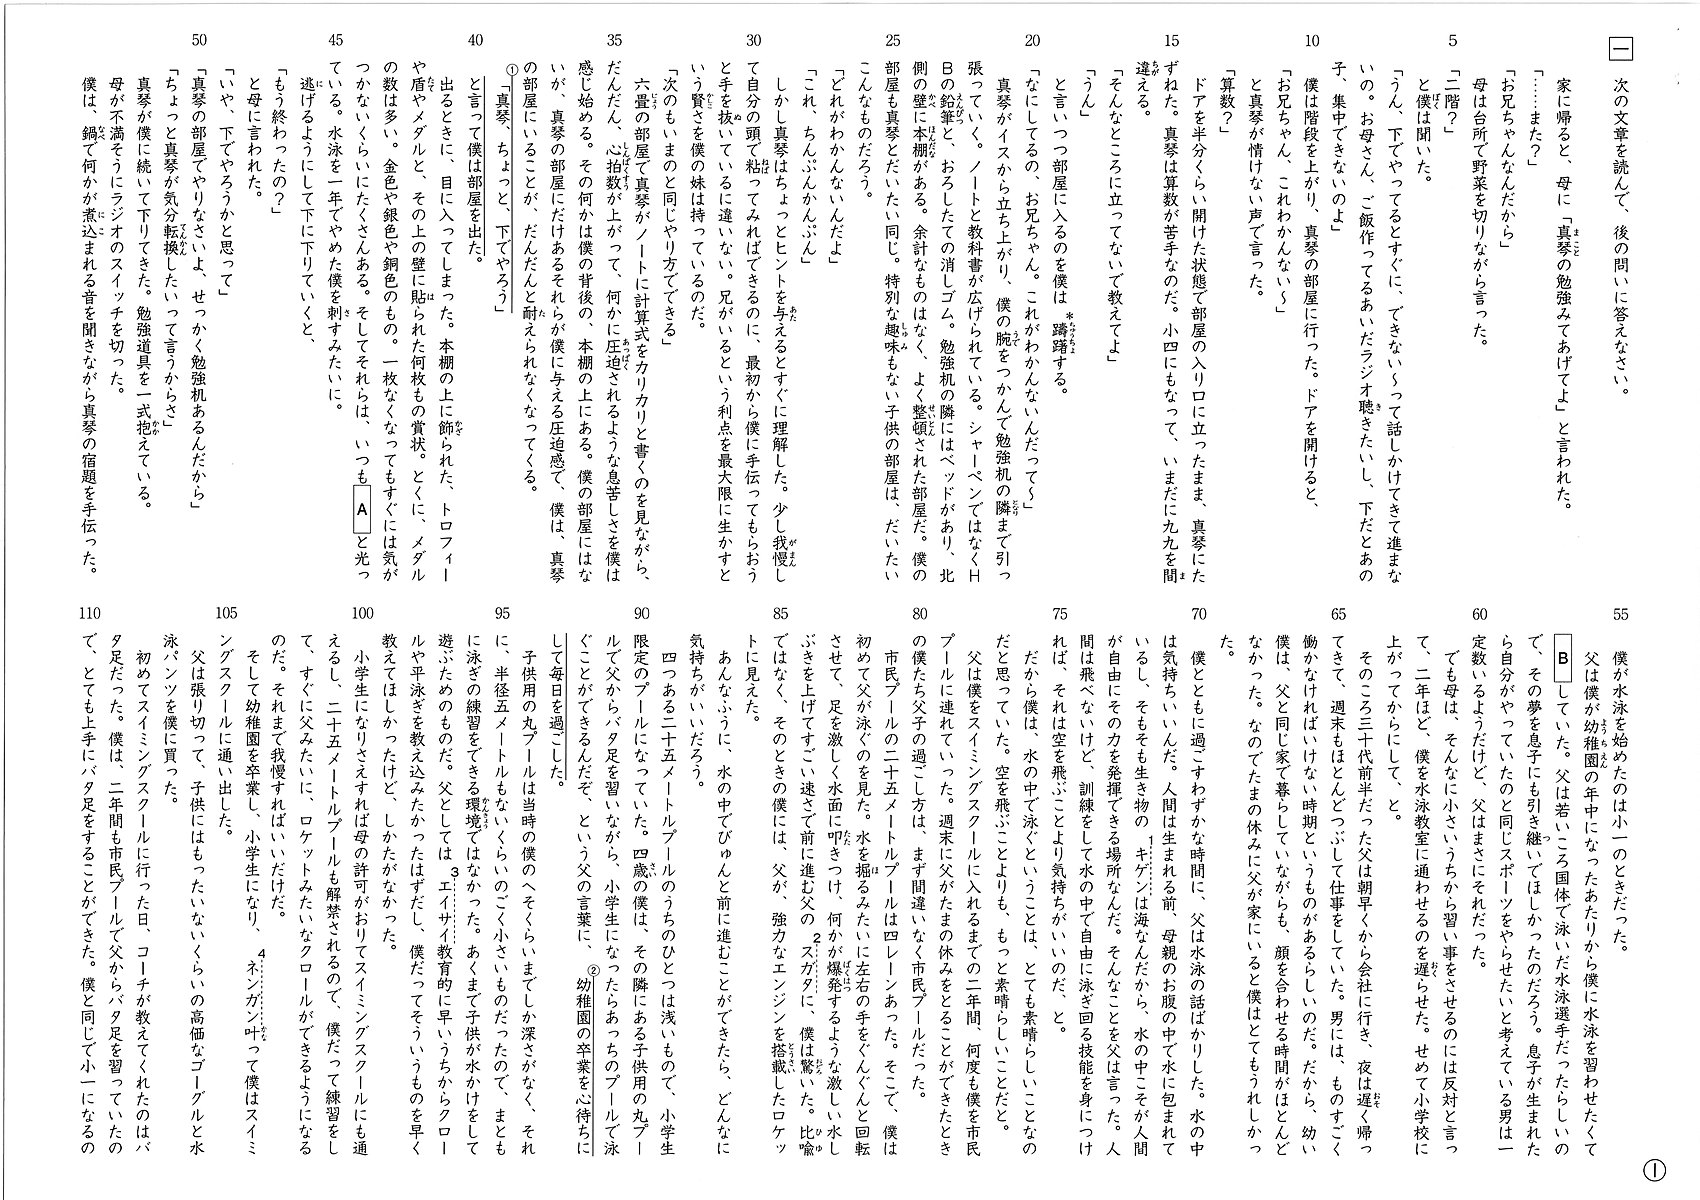 一
次の文章を読んで、後の問いに答えなさい。
家に帰ると、母に「真琴の勉強みてあげてよ」と言われた。
「……また？」
「お兄ちゃんなんだから」
母は台所で野菜を切りながら言った。
5
「二階？」
と僕は聞いた。
「うん、下でやってるとすぐに、できない～って話しかけてきて進まな
いの。お母さん、ご飯作ってるあいだラジオ聴きたいし、下だとあの
子、集中できないのよ」
10
僕は階段を上がり、真琴の部屋に行った。ドアを開けると、
「お兄ちゃん、これわかんない～」
と真琴が情けない声で言った。
「算数？」
ドアを半分くらい開けた状態で部屋の入り口に立ったまま、真琴にた
15
ずねた。真琴は算数が苦手なのだ。小四にもなって、いまだに九九を間
違える。
「そんなところに立ってないで教えてよ」
「うん」
と言いつつ部屋に入るのを僕は＊躊躇する。
20
「なにしてるの、お兄ちゃん。これがわかんないんだって～」
真琴がイスから立ち上がり、僕の腕をつかんで勉強机の隣まで引っ
張っていく。ノートと教科書が広げられている。シャーペンではなくＨ
Ｂの鉛筆と、おろしたての消しゴム。勉強机の隣にはベッドがあり、北
側の壁に本棚がある。余計なものはなく、よく整頓された部屋だ。僕の
25
部屋も真琴とだいたい同じ。特別な趣味もない子供の部屋は、だいたい
こんなものだろう。
「どれがわかんないんだよ」
「これ、ちんぷんかんぷん」
しかし真琴はちょっとヒントを与えるとすぐに理解した。少し我慢し
30
て自分の頭で粘ってみればできるのに、最初から僕に手伝ってもらおう
と手を抜いているに違いない。兄がいるという利点を最大限に生かすと
いう賢さを僕の妹は持っているのだ。
「次のもいまのと同じやり方でできる」
六畳の部屋で真琴がノートに計算式をカリカリと書くのを見ながら、
35
だんだん、心拍数が上がって、何かに圧迫されるような息苦しさを僕は
感じ始める。その何かは僕の背後の、本棚の上にある。僕の部屋にはな
いが、真琴の部屋にだけあるそれらが僕に与える圧迫感で、僕は、真琴
の部屋にいることが、だんだんと耐えられなくなってくる。
①「真琴、ちょっと、下でやろう」
40
と言って僕は部屋を出た。
出るときに、目に入ってしまった。本棚の上に飾られた、トロフィー
や盾やメダルと、その上の壁に貼られた何枚もの賞状。とくに、メダル
の数は多い。金色や銀色や銅色のもの。一枚なくなってもすぐには気が
つかないくらいにたくさんある。そしてそれらは、いつも A と光っ
45
ている。水泳を一年でやめた僕を刺すみたいに。
逃げるようにして下に下りていくと、
「もう終わったの？」
と母に言われた。
「いや、下でやろうかと思って」
50
「真琴の部屋でやりなさいよ、せっかく勉強机あるんだから」
「ちょっと真琴が気分転換したいって言うからさ」
真琴が僕に続いて下りてきた。勉強道具を一式抱えている。
母が不満そうにラジオのスイッチを切った。
僕は、鍋で何かが煮込まれる音を聞きながら真琴の宿題を手伝った。
55
僕が水泳を始めたのは小一のときだった。
父は僕が幼稚園の年中になったあたりから僕に水泳を習わせたくて
B していた。父は若いころ国体で泳いだ水泳選手だったらしいの
で、その夢を息子にも引き継いでほしかったのだろう。息子が生まれた
ら自分がやっていたのと同じスポーツをやらせたいと考えている男は一
60
定数いるようだけど、父はまさにそれだった。
でも母は、そんなに小さいうちから習い事をさせるのには反対と言っ
て、二年ほど、僕を水泳教室に通わせるのを遅らせた。せめて小学校に
上がってからにして、と。
そのころ三十代前半だった父は朝早くから会社に行き、夜は遅く帰っ
65
てきて、週末もほとんどつぶして仕事をしていた。男には、ものすごく
働かなければいけない時期というものがあるらしいのだ。だから、幼い
僕は、父と同じ家で暮らしていながらも、顔を合わせる時間がほとんど
なかった。なのでたまの休みに父が家にいると僕はとてもうれしかっ
た。
70
僕とともに過ごすわずかな時間に、父は水泳の話ばかりした。水の中
は気持ちいいんだ。人間は生まれる前、母親のお腹の中で水に包まれて
いるし、そもそも生き物の1キゲンは海なんだから、水の中こそが人間
が自由にその力を発揮できる場所なんだ。そんなことを父は言った。人
間は飛べないけど、訓練をして水の中で自由に泳ぎ回る技能を身につけ
75
れば、それは空を飛ぶことより気持ちがいいのだ、と。
だから僕は、水の中で泳ぐということは、とても素晴らしいことなの
だと思っていた。空を飛ぶことよりも、もっと素晴らしいことだと。
父は僕をスイミングスクールに入れるまでの二年間、何度も僕を市民
プールに連れていった。週末に父がたまの休みをとることができたとき
80
の僕たち父子の過ごし方は、まず間違いなく市民プールだった。
市民プールの二十五メートルプールは四レーンあった。そこで、僕は
初めて父が泳ぐのを見た。水を掘るみたいに左右の手をぐんぐんと回転
させて、足を激しく水面に叩きつけ、何かが爆発するような激しい水し
ぶきを上げてすごい速さで前に進む父の2スガタに、僕は驚いた。比喩
85
ではなく、そのときの僕には、父が、強力なエンジンを搭載したロケッ
トに見えた。
あんなふうに、水の中でびゅんと前に進むことができたら、どんなに
気持ちがいいだろう。
四つある二十五メートルプールのうちのひとつは浅いもので、小学生
90
限定のプールになっていた。四歳の僕は、その隣にある子供用の丸プー
ルで父からバタ足を習いながら、小学生になったらあっちのプールで泳
ぐことができるんだぞ、という父の言葉に、②幼稚園の卒業を心待ちに
して毎日を過ごした。
子供用の丸プールは当時の僕のへそくらいまでしか深さがなく、それ
95
に、半径五メートルもないくらいのごく小さいものだったので、まとも
に泳ぎの練習をできる環境ではなかった。あくまで子供が水かけをして
遊ぶためのものだ。父としては3エイサイ教育的に早いうちからクロー
ルや平泳ぎを教え込みたかったはずだし、僕だってそういうものを早く
教えてほしかったけど、しかたがなかった。
100
小学生になりさえすれば母の許可がおりてスイミングスクールにも通
えるし、二十五メートルプールも解禁されるので、僕だって練習をし
て、すぐに父みたいに、ロケットみたいなクロールができるようになる
のだ。それまで我慢すればいいだけだ。
そして幼稚園を卒業し、小学生になり、4ネンガン叶って僕はスイミ
105
ングスクールに通い出した。
父は張り切って、子供にはもったいないくらいの高価なゴーグルと水
泳パンツを僕に買った。
初めてスイミングスクールに行った日、コーチが教えてくれたのはバ
タ足だった。僕は、二年間も市民プールで父からバタ足を習っていたの
110
で、とても上手にバタ足をすることができた。僕と同じで小一になるの
①